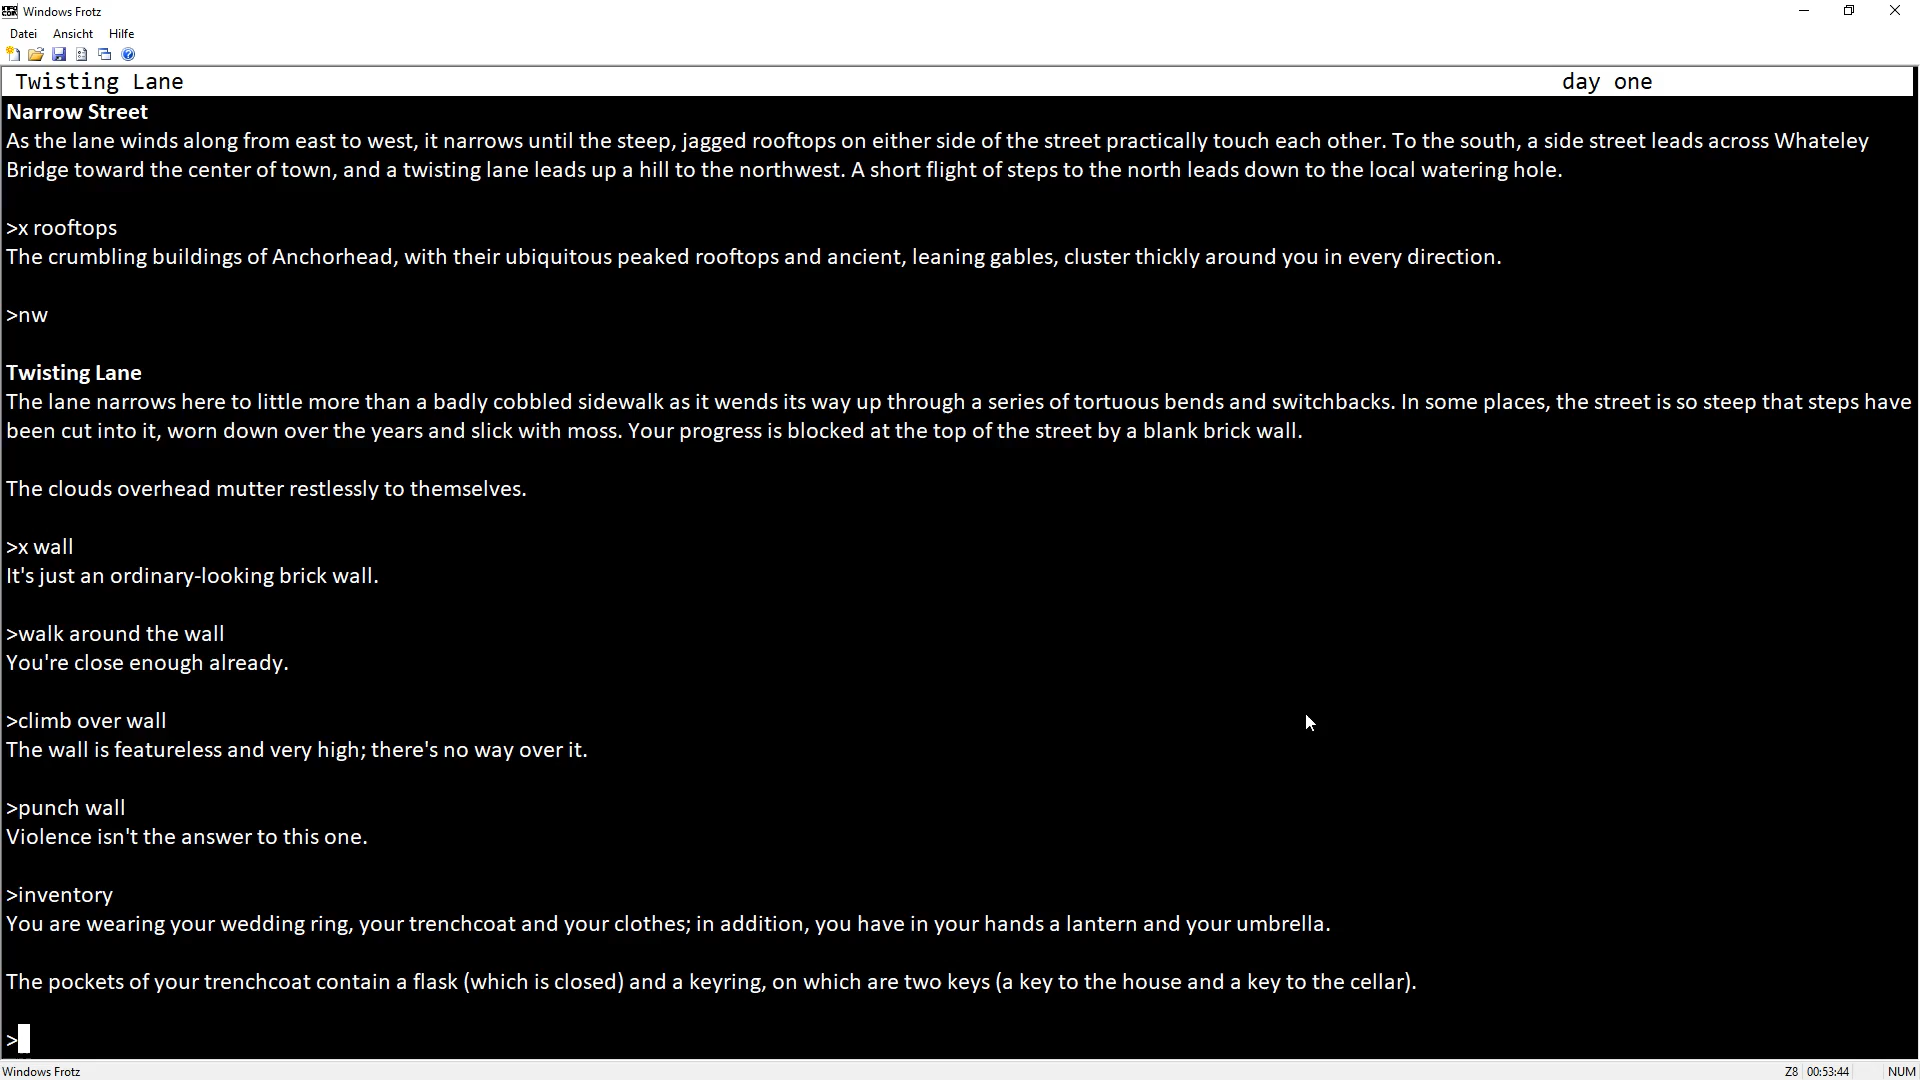 Windows Frotz
Datei Ansicht Hilfe
Twisting Lane day one
Narrow Street
As the lane winds along from east to west, it narrows until the steep, jagged rooftops on either side of the street practically touch each other. To the south, a side street leads across Whateley
Bridge toward the center of town, and a twisting lane leads up a hill to the northwest. A short flight of steps to the north leads down to the local watering hole.
>x rooftops
The crumbling buildings of Anchorhead, with their ubiquitous peaked rooftops and ancient, leaning gables, cluster thickly around you in every direction.
>nw
Twisting Lane
The lane narrows here to little more than a badly cobbled sidewalk as it wends its way up through a series of tortuous bends and switchbacks. In some places, the street is so steep that steps have
been cut into it, worn down over the years and slick with moss. Your progress is blocked at the top of the street by a blank brick wall.
The clouds overhead mutter restlessly to themselves.
>x wall
It's just an ordinary-looking brick wall.
>walk around the wall
You're close enough already.
>climb over wall
The wall is featureless and very high; there's no way over it.
>punch wall
Violence isn't the answer to this one.
>inventory
You are wearing your wedding ring, your trenchcoat and your clothes; in addition, you have in your hands a lantern and your umbrella.
The pockets of your trenchcoat contain a flask (which is closed) and a keyring, on which are two keys (a key to the house and a key to the cellar).
>
Windows Frotz Z8 00:53:44 NUM